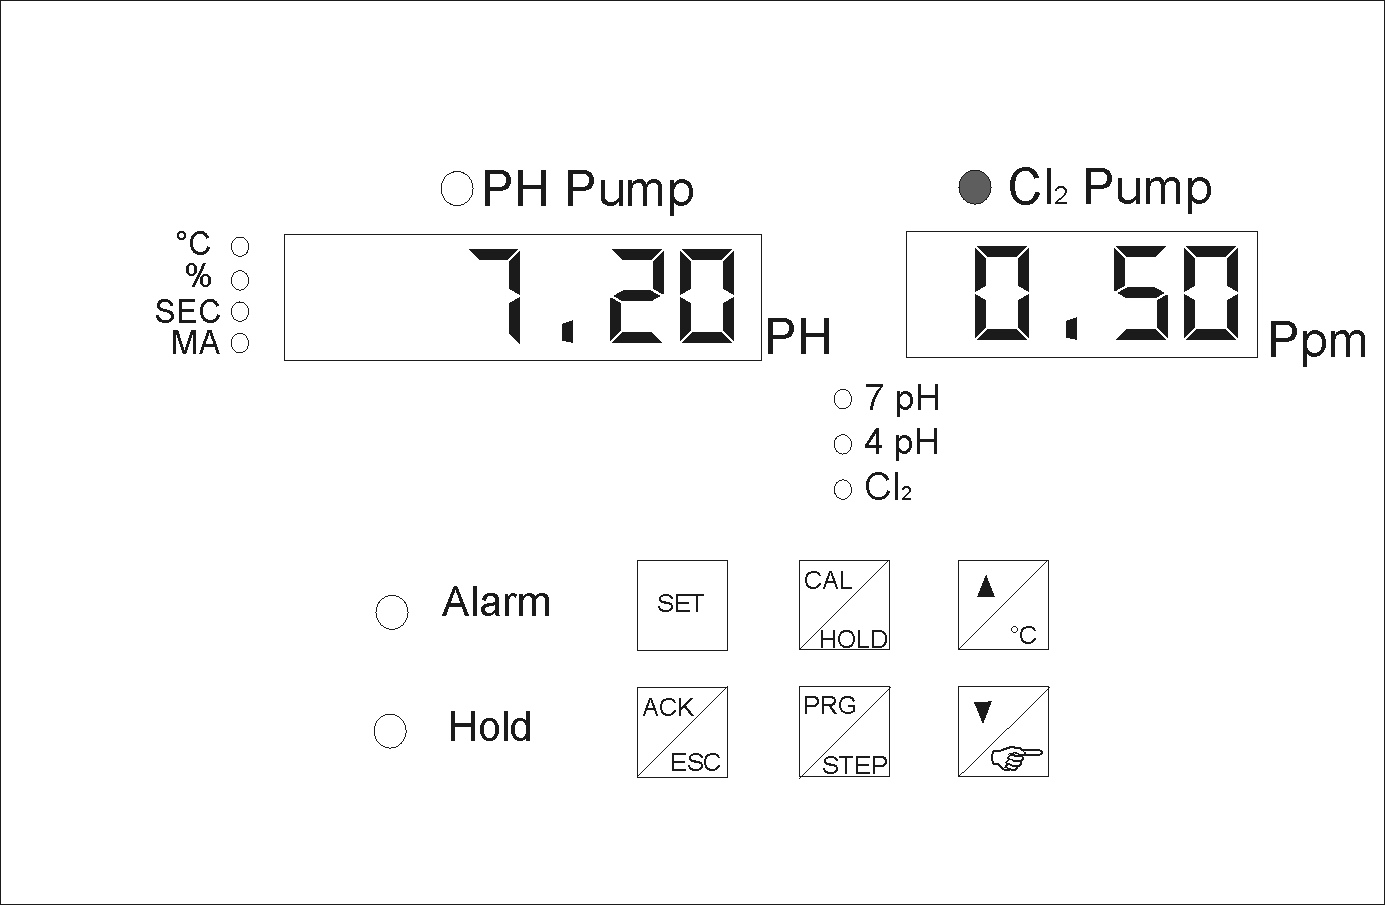 PH Pump
Cl₂ Pump
°C
%
SEC
MA
7.20 PH
0.50 Ppm
7 pH
4 pH
Cl₂
Alarm
SET
CAL
HOLD
▲
°C
Hold
ACK
ESC
PRG
STEP
▼